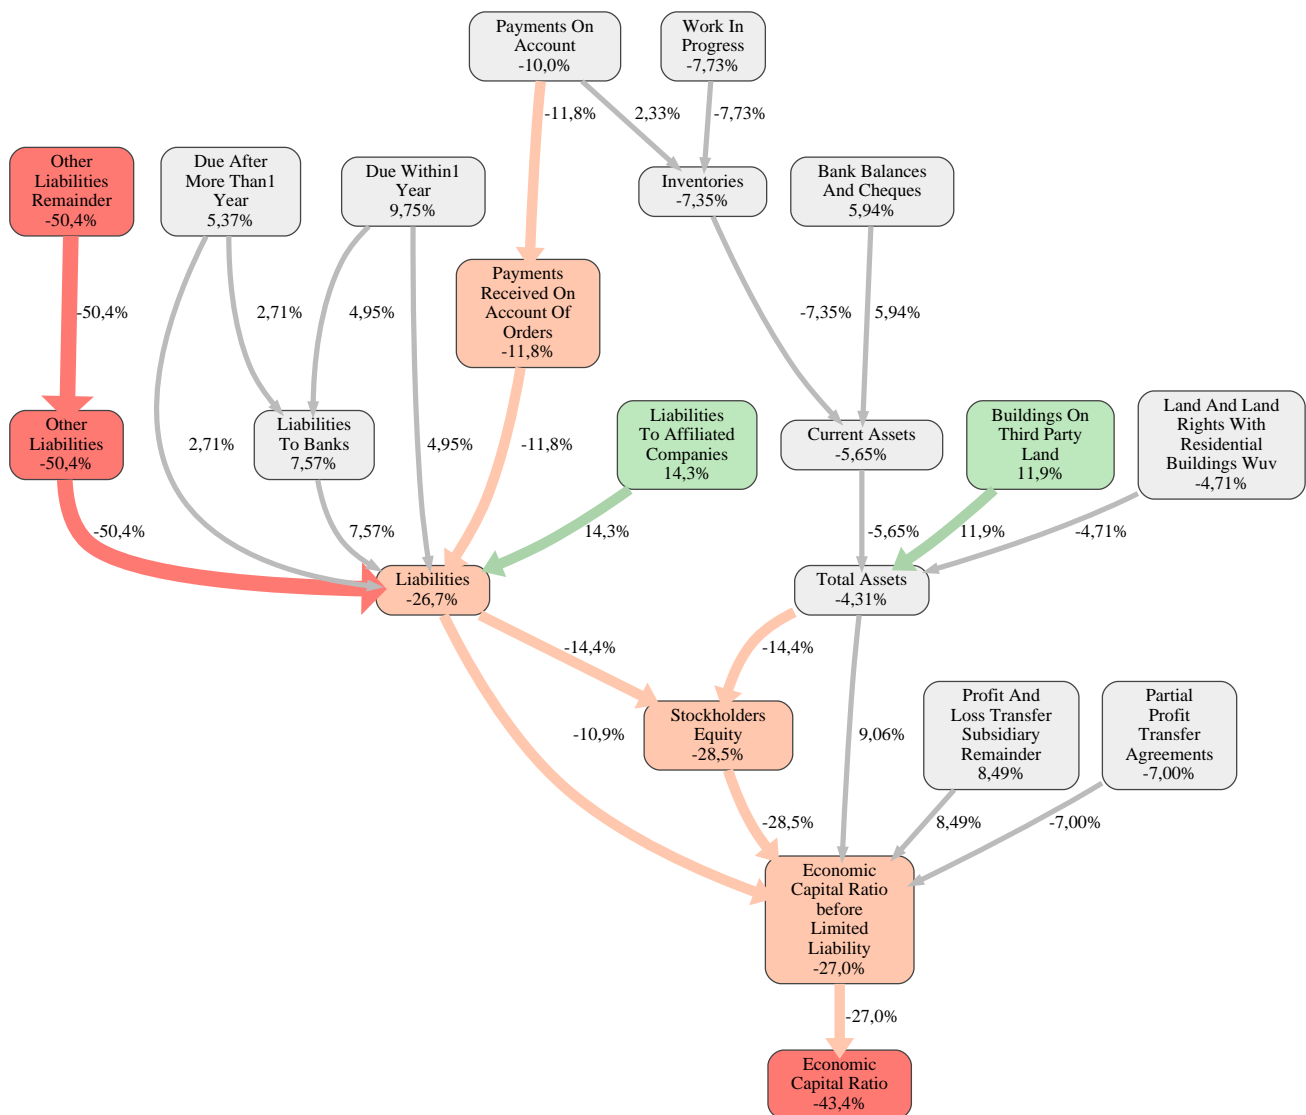 Payments On
Account
-10,0%
Work In
Progress
-7,73%
-11,8%
2,33%
-7,73%
Other
Liabilities
Remainder
-50,4%
Due After
More Than1
Year
5,37%
Due Within1
Year
9,75%
Inventories
-7,35%
Bank Balances
And Cheques
5,94%
Payments
Received On
Account Of
Orders
-11,8%
-50,4%
2,71%
4,95%
-7,35%
5,94%
Other
Liabilities
-50,4%
2,71%
Liabilities
To Banks
7,57%
4,95%
-11,8%
Liabilities
To Affiliated
Companies
14,3%
Current Assets
-5,65%
Buildings On
Third Party
Land
11,9%
Land And Land
Rights With
Residential
Buildings Wuv
-4,71%
-50,4%
7,57%
14,3%
-5,65%
11,9%
-4,71%
Liabilities
-26,7%
Total Assets
-4,31%
-14,4%
-14,4%
-10,9%
Stockholders
Equity
-28,5%
9,06%
Profit And
Loss Transfer
Subsidiary
Remainder
8,49%
Partial
Profit
Transfer
Agreements
-7,00%
-28,5%
8,49%
-7,00%
Economic
Capital Ratio
before
Limited
Liability
-27,0%
-27,0%
Economic
Capital Ratio
-43,4%